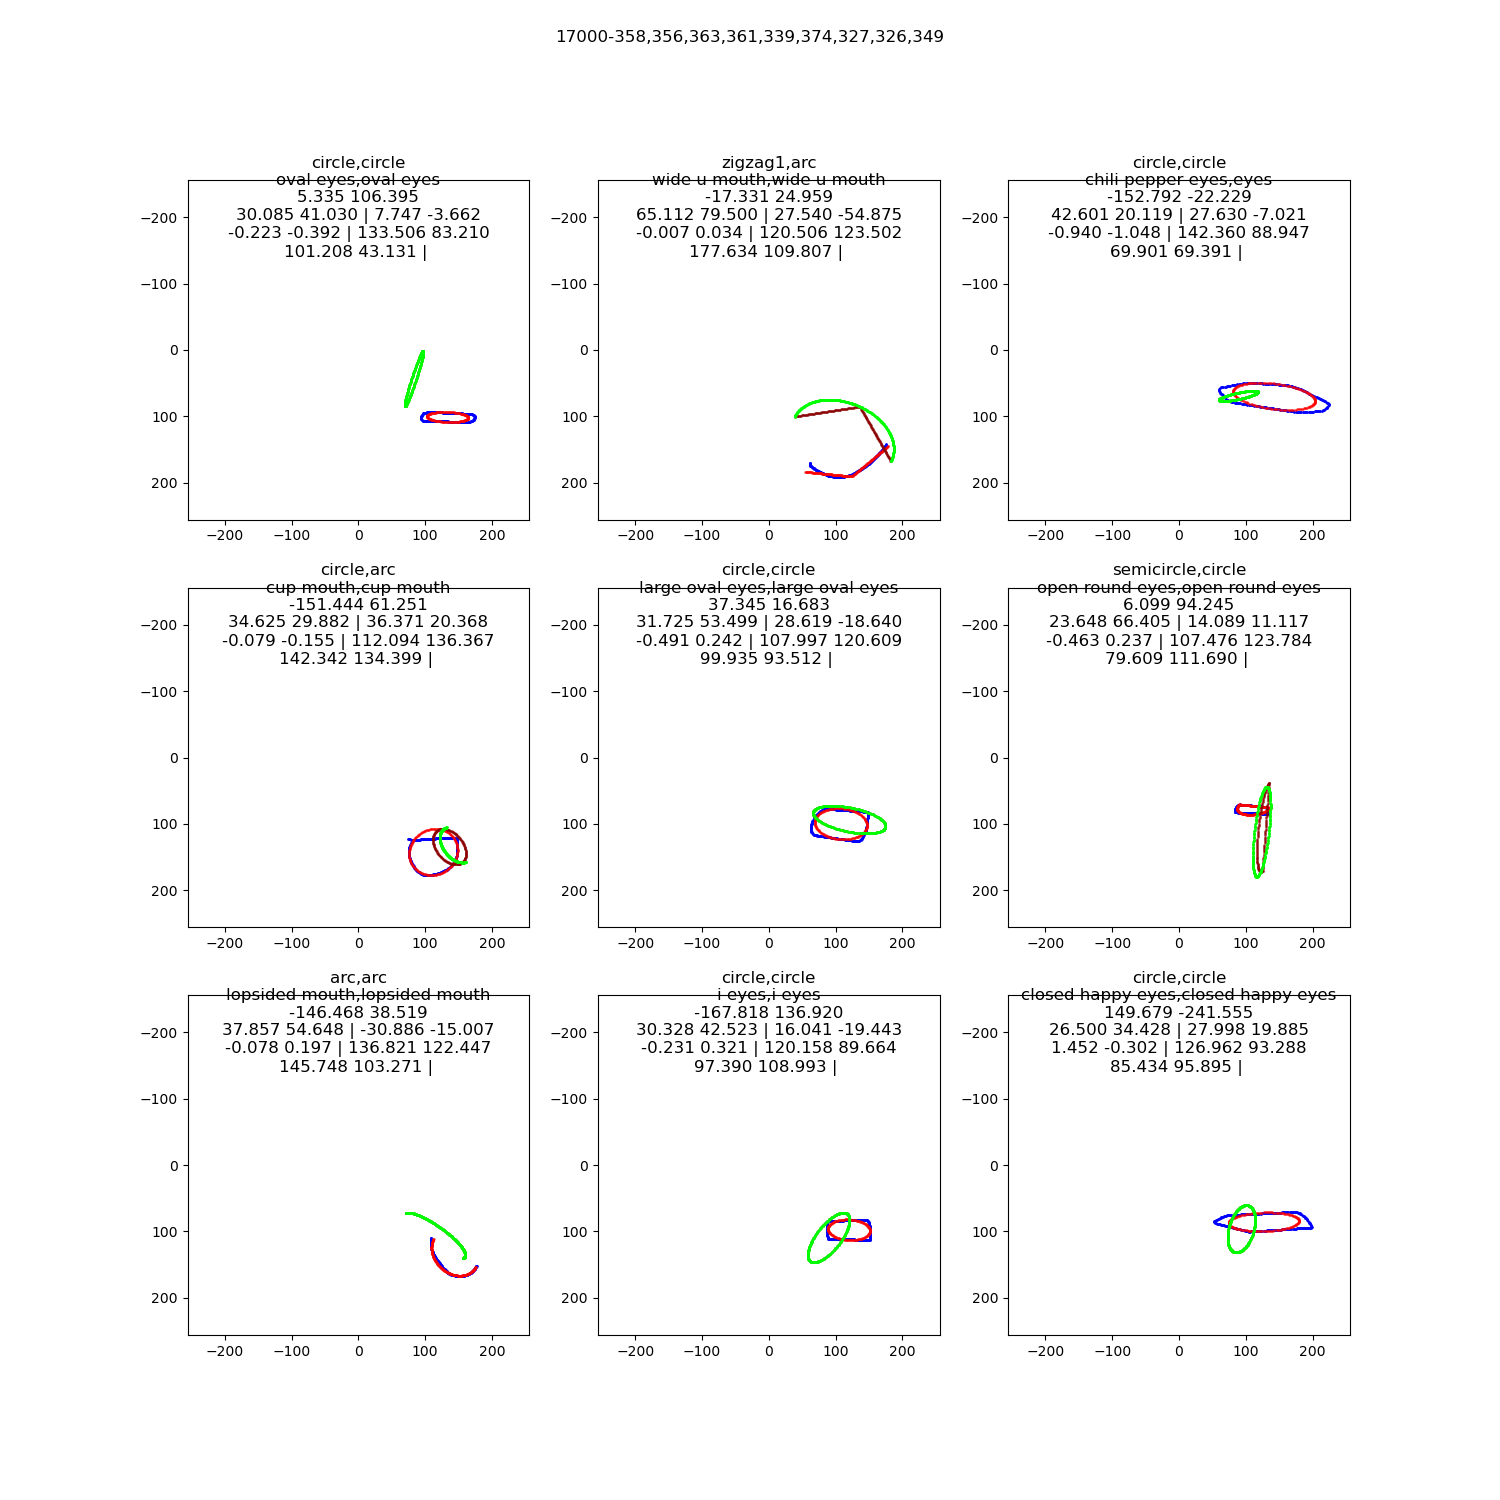 17000-358,356,363,361,339,374,327,326,349
circle,circle
oval eyes,oval eyes
5.335 106.395
30.085 41.030 | 7.747 -3.662
-0.223 -0.392 | 133.506 83.210
101.208 43.131 |
−200
−100
0
100
200
−200 −100 0 100 200
zigzag1,arc
wide u mouth,wide u mouth
-17.331 24.959
65.112 79.500 | 27.540 -54.875
-0.007 0.034 | 120.506 123.502
177.634 109.807 |
−200
−100
0
100
200
−200 −100 0 100 200
circle,circle
chili pepper eyes,eyes
-152.792 -22.229
42.601 20.119 | 27.630 -7.021
-0.940 -1.048 | 142.360 88.947
69.901 69.391 |
−200
−100
0
100
200
−200 −100 0 100 200
circle,arc
cup mouth,cup mouth
-151.444 61.251
34.625 29.882 | 36.371 20.368
-0.079 -0.155 | 112.094 136.367
142.342 134.399 |
−200
−100
0
100
200
−200 −100 0 100 200
circle,circle
large oval eyes,large oval eyes
37.345 16.683
31.725 53.499 | 28.619 -18.640
-0.491 0.242 | 107.997 120.609
99.935 93.512 |
−200
−100
0
100
200
−200 −100 0 100 200
semicircle,circle
open round eyes,open round eyes
6.099 94.245
23.648 66.405 | 14.089 11.117
-0.463 0.237 | 107.476 123.784
79.609 111.690 |
−200
−100
0
100
200
−200 −100 0 100 200
arc,arc
lopsided mouth,lopsided mouth
-146.468 38.519
37.857 54.648 | -30.886 -15.007
-0.078 0.197 | 136.821 122.447
145.748 103.271 |
−200
−100
0
100
200
−200 −100 0 100 200
circle,circle
i eyes,i eyes
-167.818 136.920
30.328 42.523 | 16.041 -19.443
-0.231 0.321 | 120.158 89.664
97.390 108.993 |
−200
−100
0
100
200
−200 −100 0 100 200
circle,circle
closed happy eyes,closed happy eyes
149.679 -241.555
26.500 34.428 | 27.998 19.885
1.452 -0.302 | 126.962 93.288
85.434 95.895 |
−200
−100
0
100
200
−200 −100 0 100 200